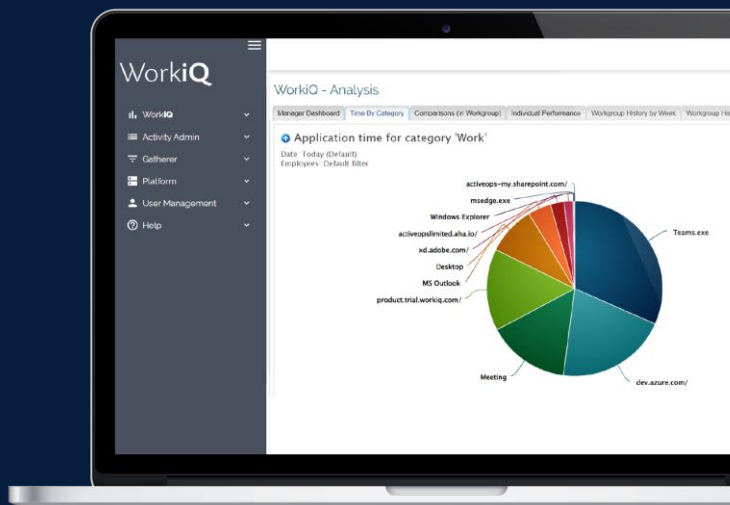 WorkiQ
WorkiQ - Analysis
Manager Dashboard Time By Category Comparisons (in Workgroup) Individual Performance Workgroup History by Week Workgroup His
WorkIQ
Activity Admin
Gatherer
Platform
User Management
Help
Application time for category 'Work'
Date: Today (Default)
Employees: Default filter
activeops-my.sharepoint.com/
msedge.exe
Windows Explorer
activeopslimited.aha.io/
xd.adobe.com/
Desktop
MS Outlook
product.trial.workiq.com/
Meeting
Teams.exe
dev.azure.com/